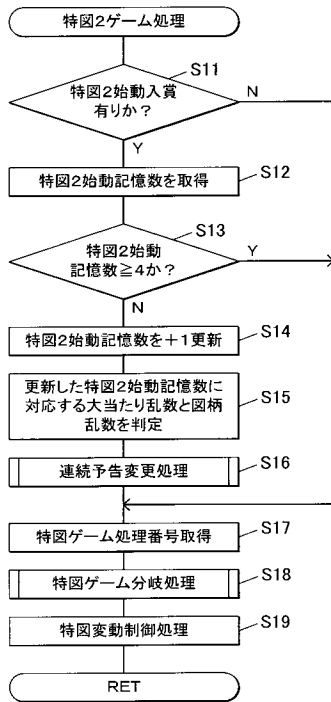 特図2ゲーム処理
S11
特図2始動入賞
有りか?
N
Y
特図2始動記憶数を取得
S12
S13
特図2始動
記憶数≧4か?
Y
N
特図2始動記憶数を+1更新
S14
更新した特図2始動記憶数に
対応する大当たり乱数と図柄
乱数を判定
S15
連続予告変更処理
S16
特図ゲーム処理番号取得
S17
特図ゲーム分岐処理
S18
特図変動制御処理
S19
RET